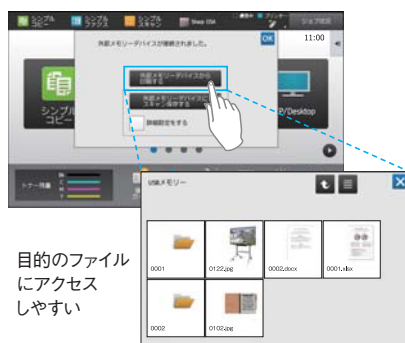 シンプル
コピー
シンプル
ファクス
シンプル
スキャン
Sharp OSA
ジョブ状況
外部メモリーデバイスが接続されました。
OK
11:00
外部メモリーデバイスから
印刷する
外部メモリーデバイスに
スキャン保存する
詳細設定をする
シンプル
コピー
/Desktop
トナー残量
USBメモリー
0001
0122.jpg
0002.docx
0001.xlsx
0002
0102.jpg
目的のファイル
にアクセス
しやすい